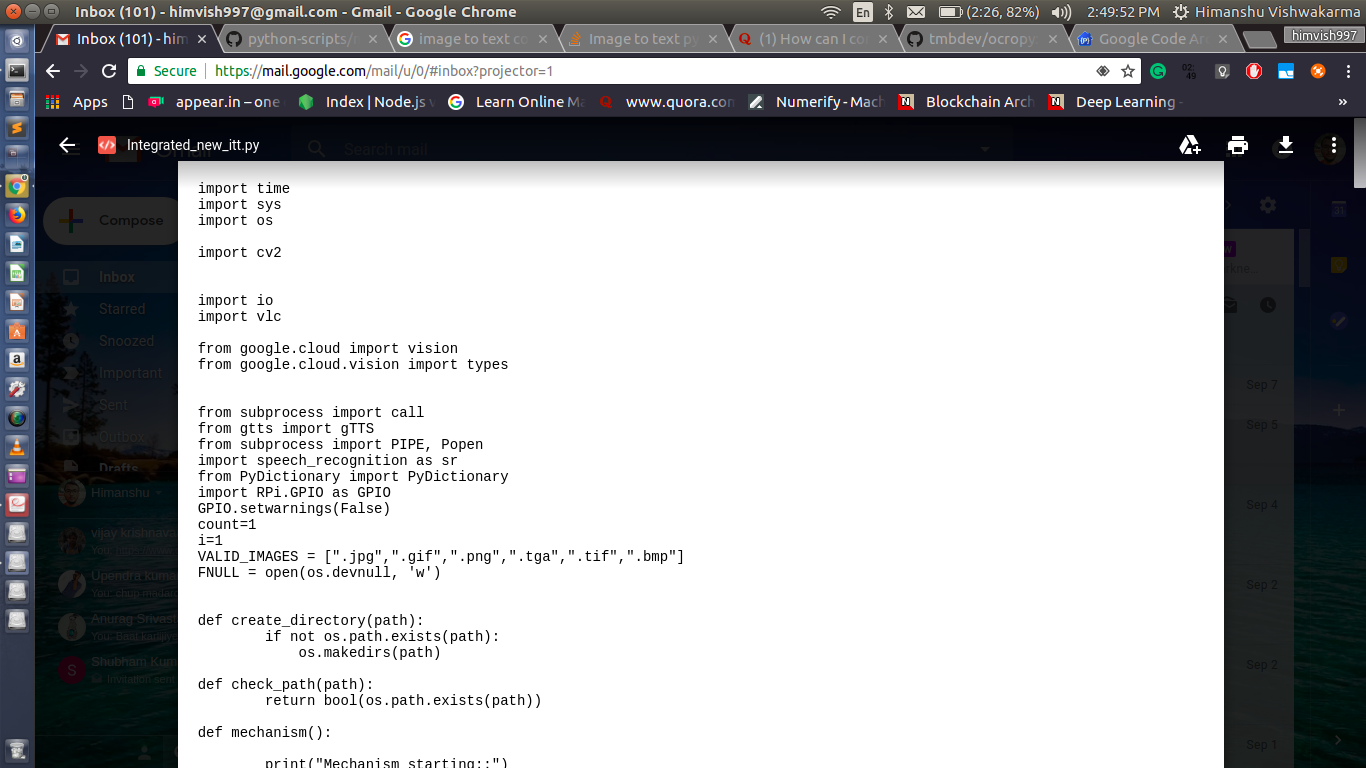 Inbox (101) - himvish997@gmail.com - Gmail - Google Chrome
En
(2:26, 82%)
2:49:52 PM
Himanshu Vishwakarma
Inbox (101) - him
python-scripts/
image to text co
Image to text py
(1) How can I co
tmbdev/ocropy
Google Code Ar
himvish997
Secure
https://mail.google.com/mail/u/0/#inbox?projector=1
02:
49
Apps
appear.in – one
Index | Node.js v
Learn Online Ma
www.quora.com
Numerify - Mach
Blockchain Arch
Deep Learning -
»
Integrated_new_itt.py
Search mail
Compose
Inbox
Starred
Snoozed
Important
Sent
Outbox
Drafts
Himanshu
vijay krishnava
Upendra kuma
Anurag Srivast
Shubham Kum
Invitation sent
S
Sep 7
Sep 5
Sep 4
Sep 2
Sep 2
Sep 1
import time
import sys
import os
import cv2
import io
import vlc
from google.cloud import vision
from google.cloud.vision import types
from subprocess import call
from gtts import gTTS
from subprocess import PIPE, Popen
import speech_recognition as sr
from PyDictionary import PyDictionary
import RPi.GPIO as GPIO
GPIO.setwarnings(False)
count=1
i=1
VALID_IMAGES = [".jpg",".gif",".png",".tga",".tif",".bmp"]
FNULL = open(os.devnull, 'w')
def create_directory(path):
if not os.path.exists(path):
os.makedirs(path)
def check_path(path):
return bool(os.path.exists(path))
def mechanism():
print("Mechanism starting::")